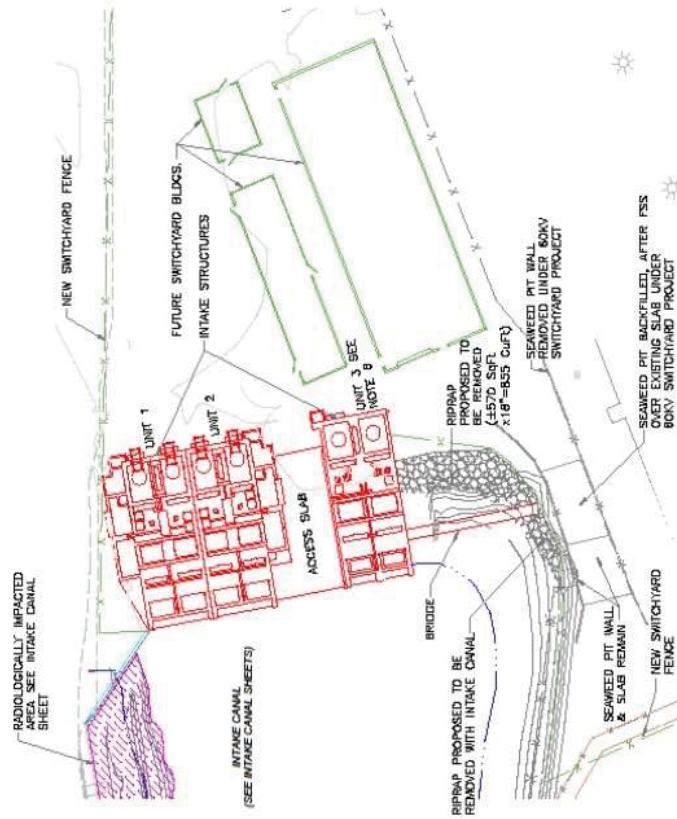 NEW SWITCHYARD FENCE
FUTURE SWITCHYARD BLDGS.
INTAKE STRUCTURES
RADIOLOGICALLY IMPACTED
AREA SEE INTAKE CANAL
SHEET
UNIT 1
UNIT 2
UNIT 3 SEE
NOTE 8
ACCESS SLAB
INTAKE CANAL
(SEE INTAKE CANAL SHEETS)
BRIDGE
RIPRAP
PROPOSED TO
BE REMOVED
(±570 SqFt
x18"=855 CuFt)
SEAWEED PIT WALL
REMOVED UNDER 60KV
SWITCHYARD PROJECT
SEAWEED PIT BACKFILLED, AFTER FSS
OVER EXISTING SLAB UNDER
60KV SWITCHYARD PROJECT
RIPRAP PROPOSED TO BE
REMOVED WITH INTAKE CANAL
SEAWEED PIT WALL
& SLAB REMAIN
NEW SWITCHYARD
FENCE